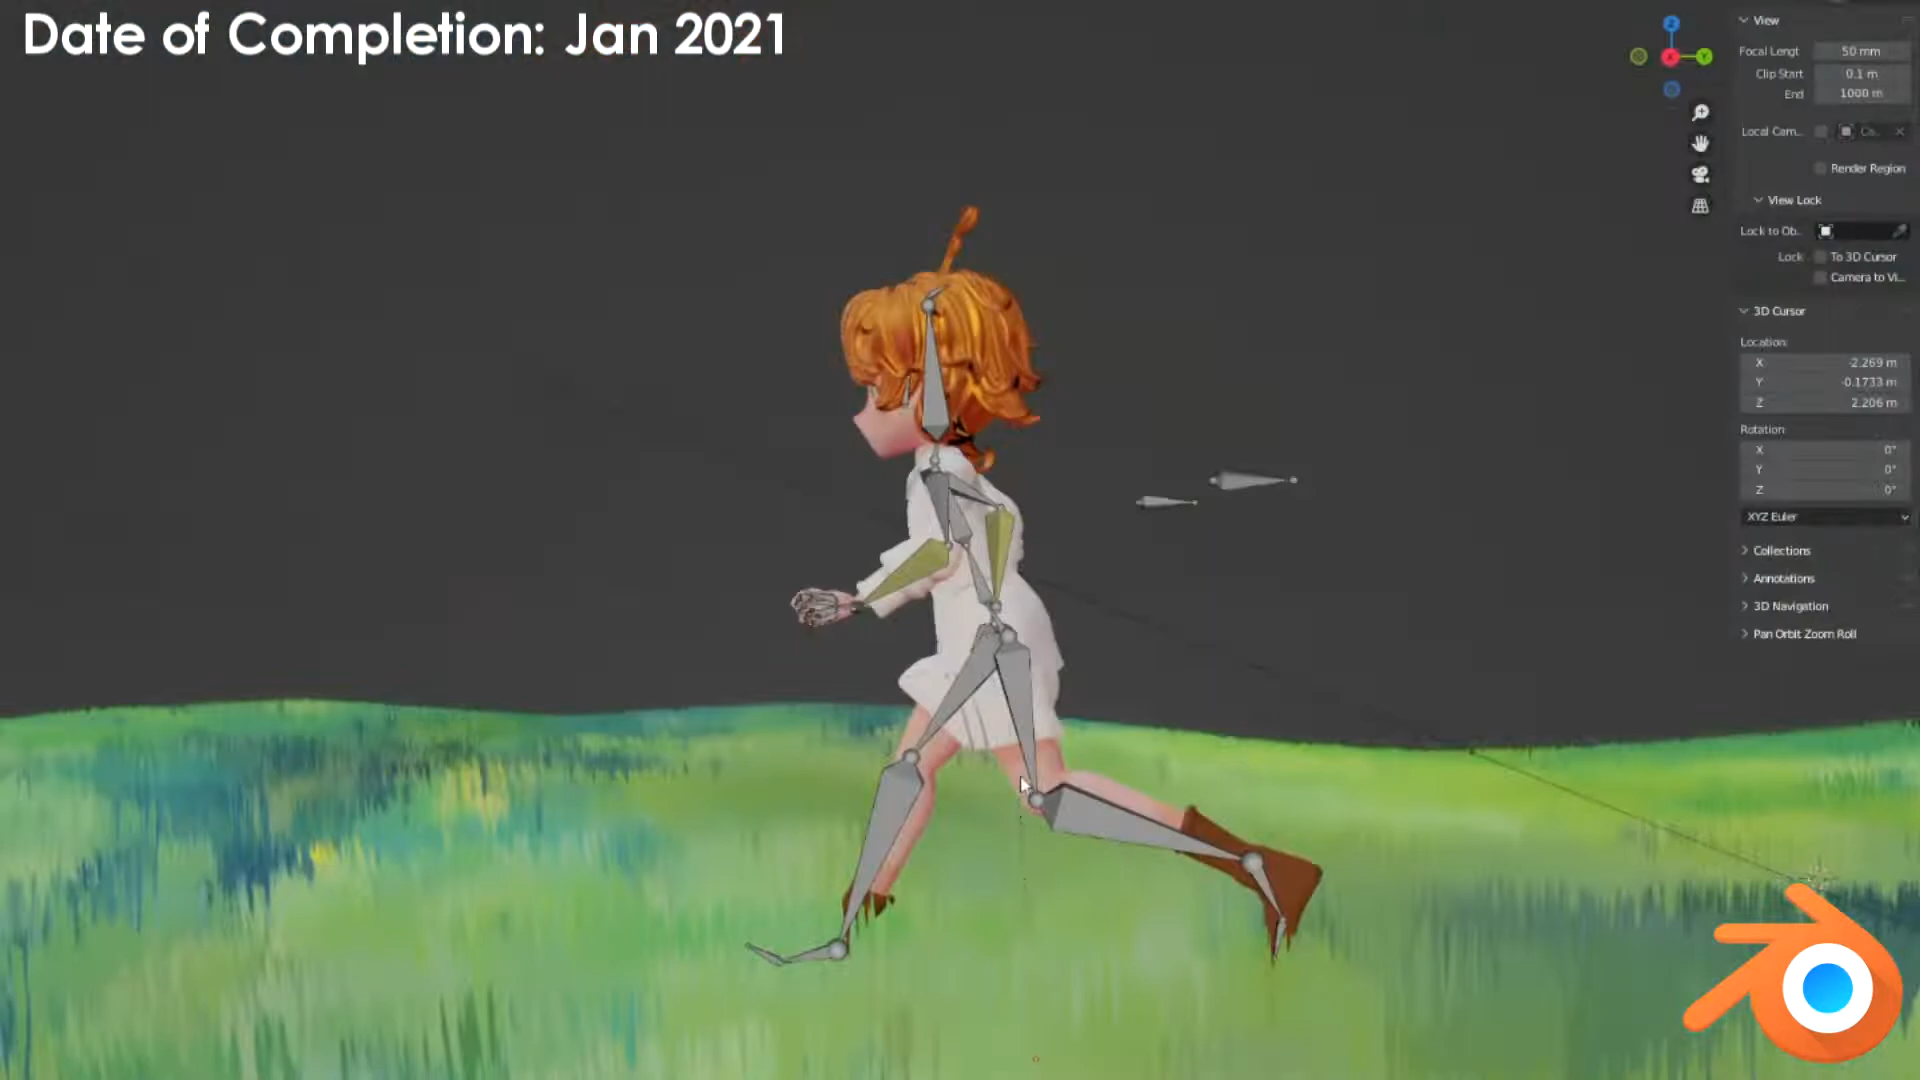 Date of Completion: Jan 2021
View
Focal Lengt 50 mm
Clip Start 0.1 m
End 1000 m
Local Cam...
Render Region
View Lock
Lock to Ob...
Lock To 3D Cursor
Camera to Vi...
3D Cursor
Location:
X -2.269 m
Y -0.1733 m
Z 2.206 m
Rotation:
X 0°
Y 0°
Z 0°
XYZ Euler
Collections
Annotations
3D Navigation
Pan Orbit Zoom Roll